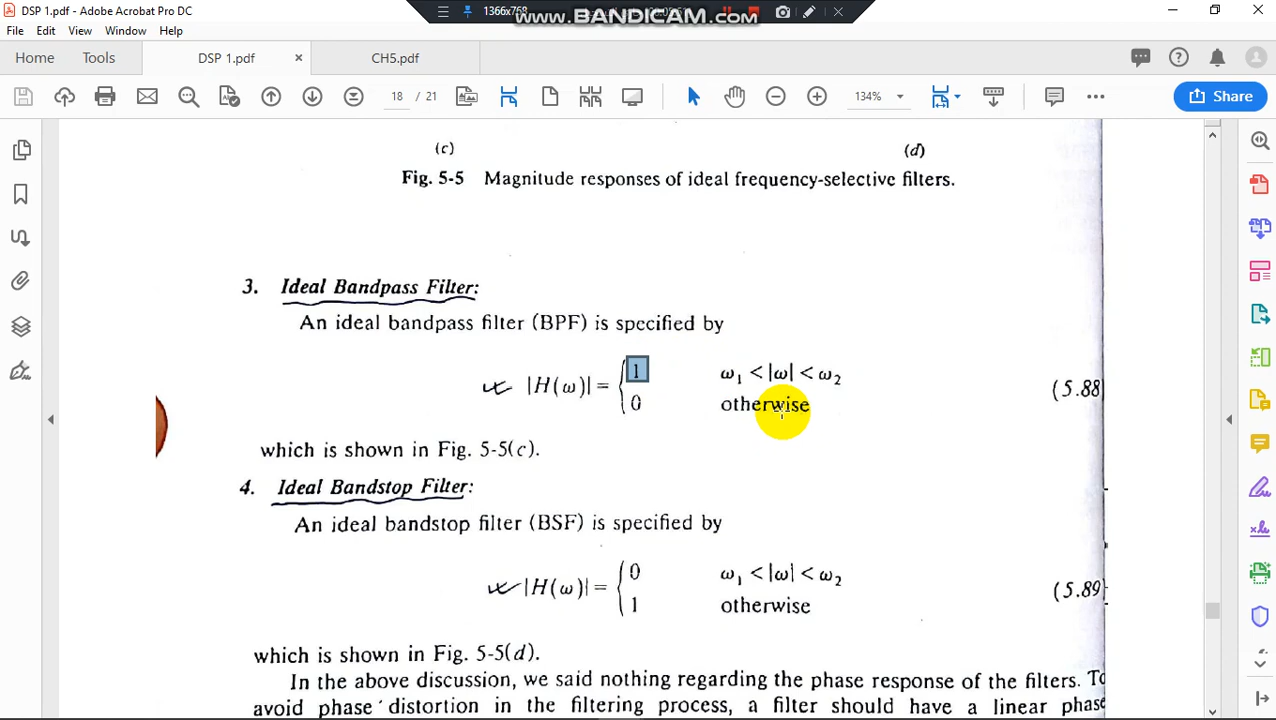 DSP 1.pdf - Adobe Acrobat Pro DC
1366x768
www.BANDICAM.com
File Edit View Window Help
Home Tools DSP 1.pdf × CH5.pdf
18 / 21 134% Share
(c) (d)
Fig. 5-5 Magnitude responses of ideal frequency-selective filters.
3. Ideal Bandpass Filter:
An ideal bandpass filter (BPF) is specified by
|H(ω)| = { 1 ω₁ < |ω| < ω₂
0 otherwise (5.88)
which is shown in Fig. 5-5(c).
4. Ideal Bandstop Filter:
An ideal bandstop filter (BSF) is specified by
|H(ω)| = { 0 ω₁ < |ω| < ω₂
1 otherwise (5.89)
which is shown in Fig. 5-5(d).
In the above discussion, we said nothing regarding the phase response of the filters. To
avoid phase distortion in the filtering process, a filter should have a linear phase